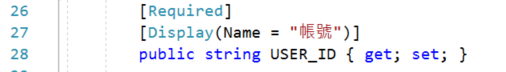 26 [Required]
27 [Display(Name = "帳號")]
28 public string USER_ID { get; set; }